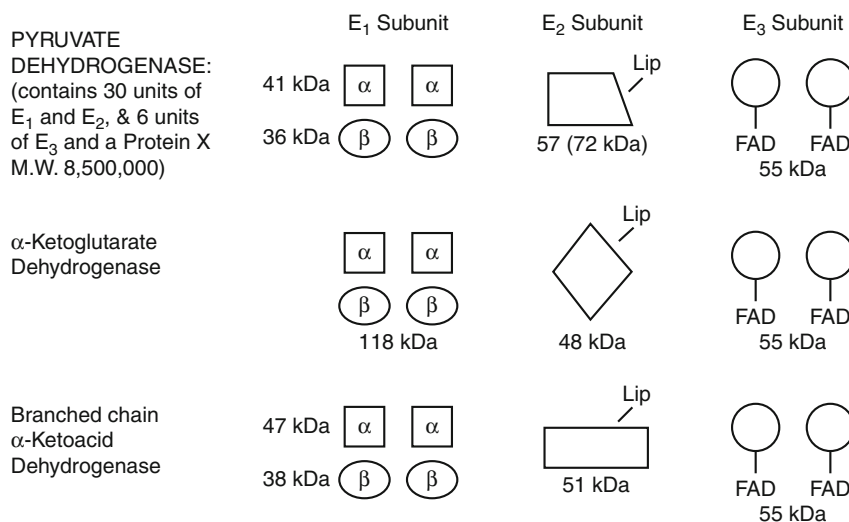 E₁ Subunit E₂ Subunit E₃ Subunit
PYRUVATE
DEHYDROGENASE:
(contains 30 units of
E₁ and E₂, & 6 units
of E₃ and a Protein X
M.W. 8,500,000)
41 kDa α α
36 kDa β β
Lip
57 (72 kDa)
FAD FAD
55 kDa
α-Ketoglutarate
Dehydrogenase
α α
β β
118 kDa
Lip
48 kDa
FAD FAD
55 kDa
Branched chain
α-Ketoacid
Dehydrogenase
47 kDa α α
38 kDa β β
Lip
51 kDa
FAD FAD
55 kDa